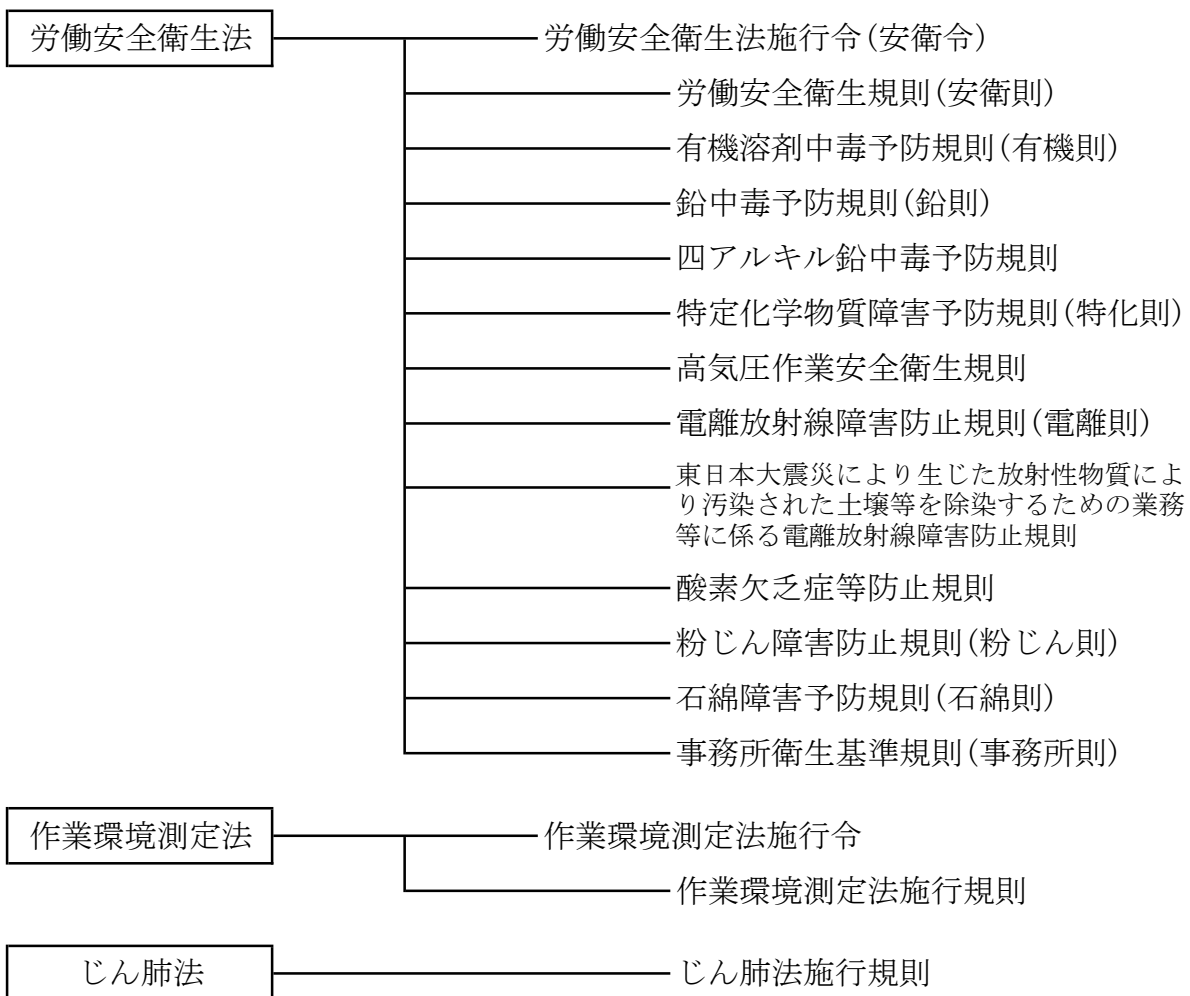 労働安全衛生法
労働安全衛生法施行令(安衛令)
労働安全衛生規則(安衛則)
有機溶剤中毒予防規則(有機則)
鉛中毒予防規則(鉛則)
四アルキル鉛中毒予防規則
特定化学物質障害予防規則(特化則)
高気圧作業安全衛生規則
電離放射線障害防止規則(電離則)
東日本大震災により生じた放射性物質によ
り汚染された土壌等を除染するための業務
等に係る電離放射線障害防止規則
酸素欠乏症等防止規則
粉じん障害防止規則(粉じん則)
石綿障害予防規則(石綿則)
事務所衛生基準規則(事務所則)
作業環境測定法
作業環境測定法施行令
作業環境測定法施行規則
じん肺法
じん肺法施行規則